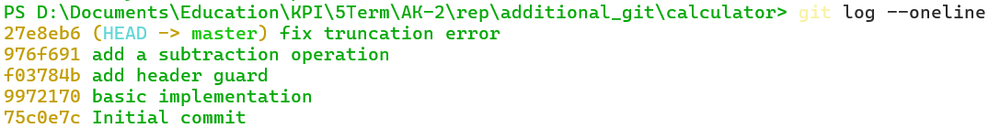 PS D:\Documents\Education\KPI\5Term\AK-2\rep\additional_git\calculator> git log --oneline
27e8eb6 (HEAD -> master) fix truncation error
976f691 add a subtraction operation
f03784b add header guard
9972170 basic implementation
75c0e7c Initial commit